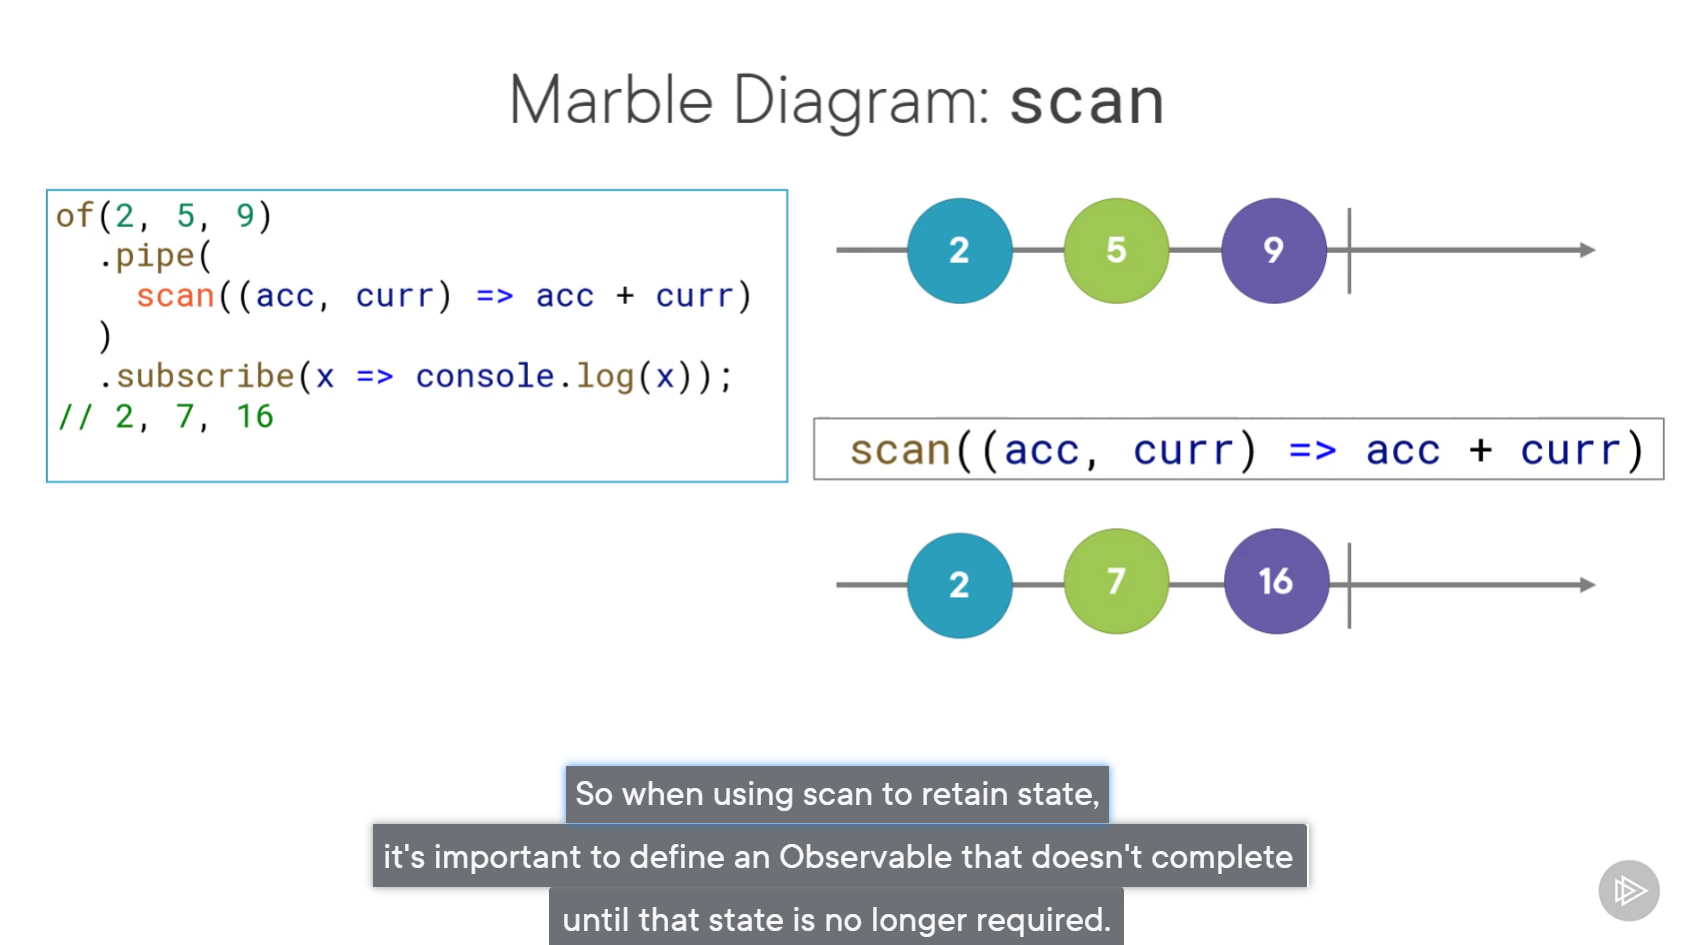 Marble Diagram: scan
of(2, 5, 9)
  .pipe(
    scan((acc, curr) => acc + curr)
  )
  .subscribe(x => console.log(x));
// 2, 7, 16
2 5 9
scan((acc, curr) => acc + curr)
2 7 16
So when using scan to retain state,
it's important to define an Observable that doesn't complete
until that state is no longer required.